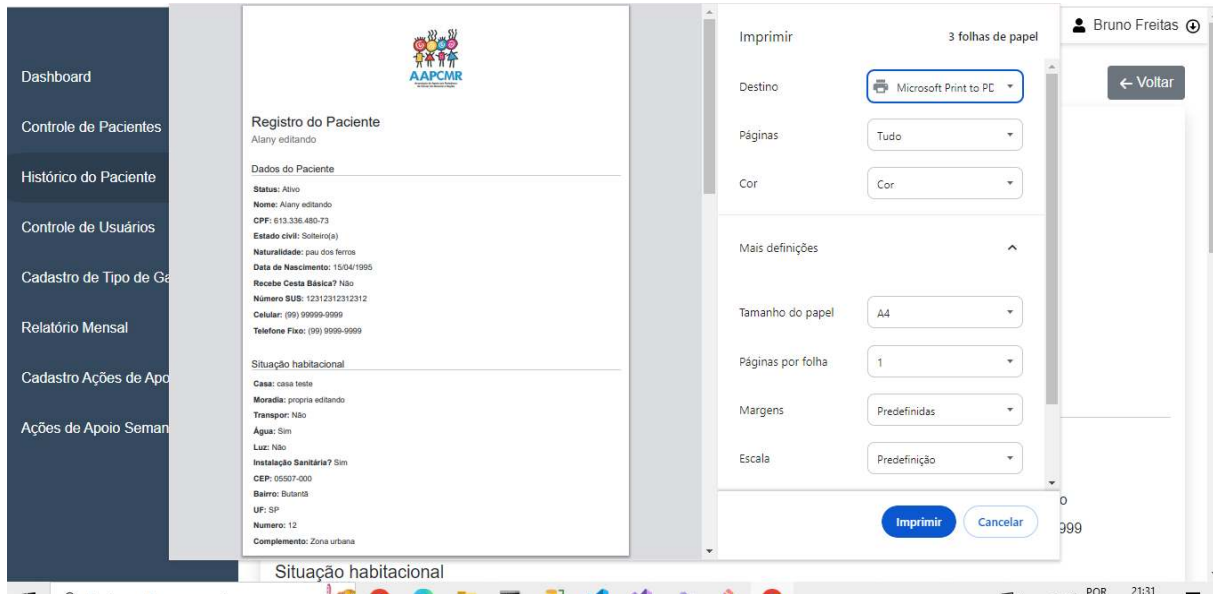 Bruno Freitas
Voltar
Dashboard
Controle de Pacientes
Histórico do Paciente
Controle de Usuários
Cadastro de Tipo de Ga
Relatório Mensal
Cadastro Ações de Apo
Ações de Apoio Seman
AAPCMR
Registro do Paciente
Alany editando
Dados do Paciente
Status: Ativo
Nome: Alany editando
CPF: 613.336.480-73
Estado civil: Solteiro(a)
Naturalidade: pau dos ferros
Data de Nascimento: 15/04/1995
Recebe Cesta Básica? Não
Número SUS: 12312312312312
Celular: (99) 99999-9999
Telefone Fixo: (99) 9999-9999
Situação habitacional
Casa: casa teste
Moradia: propria editando
Transpor: Não
Água: Sim
Luz: Não
Instalação Sanitária? Sim
CEP: 05507-000
Bairro: Butantã
UF: SP
Numero: 12
Complemento: Zona urbana
Imprimir 3 folhas de papel
Destino Microsoft Print to PD
Páginas Tudo
Cor Cor
Mais definições
Tamanho do papel A4
Páginas por folha 1
Margens Predefinidas
Escala Predefinição
Imprimir Cancelar
o
999
Situação habitacional
POR 21:31